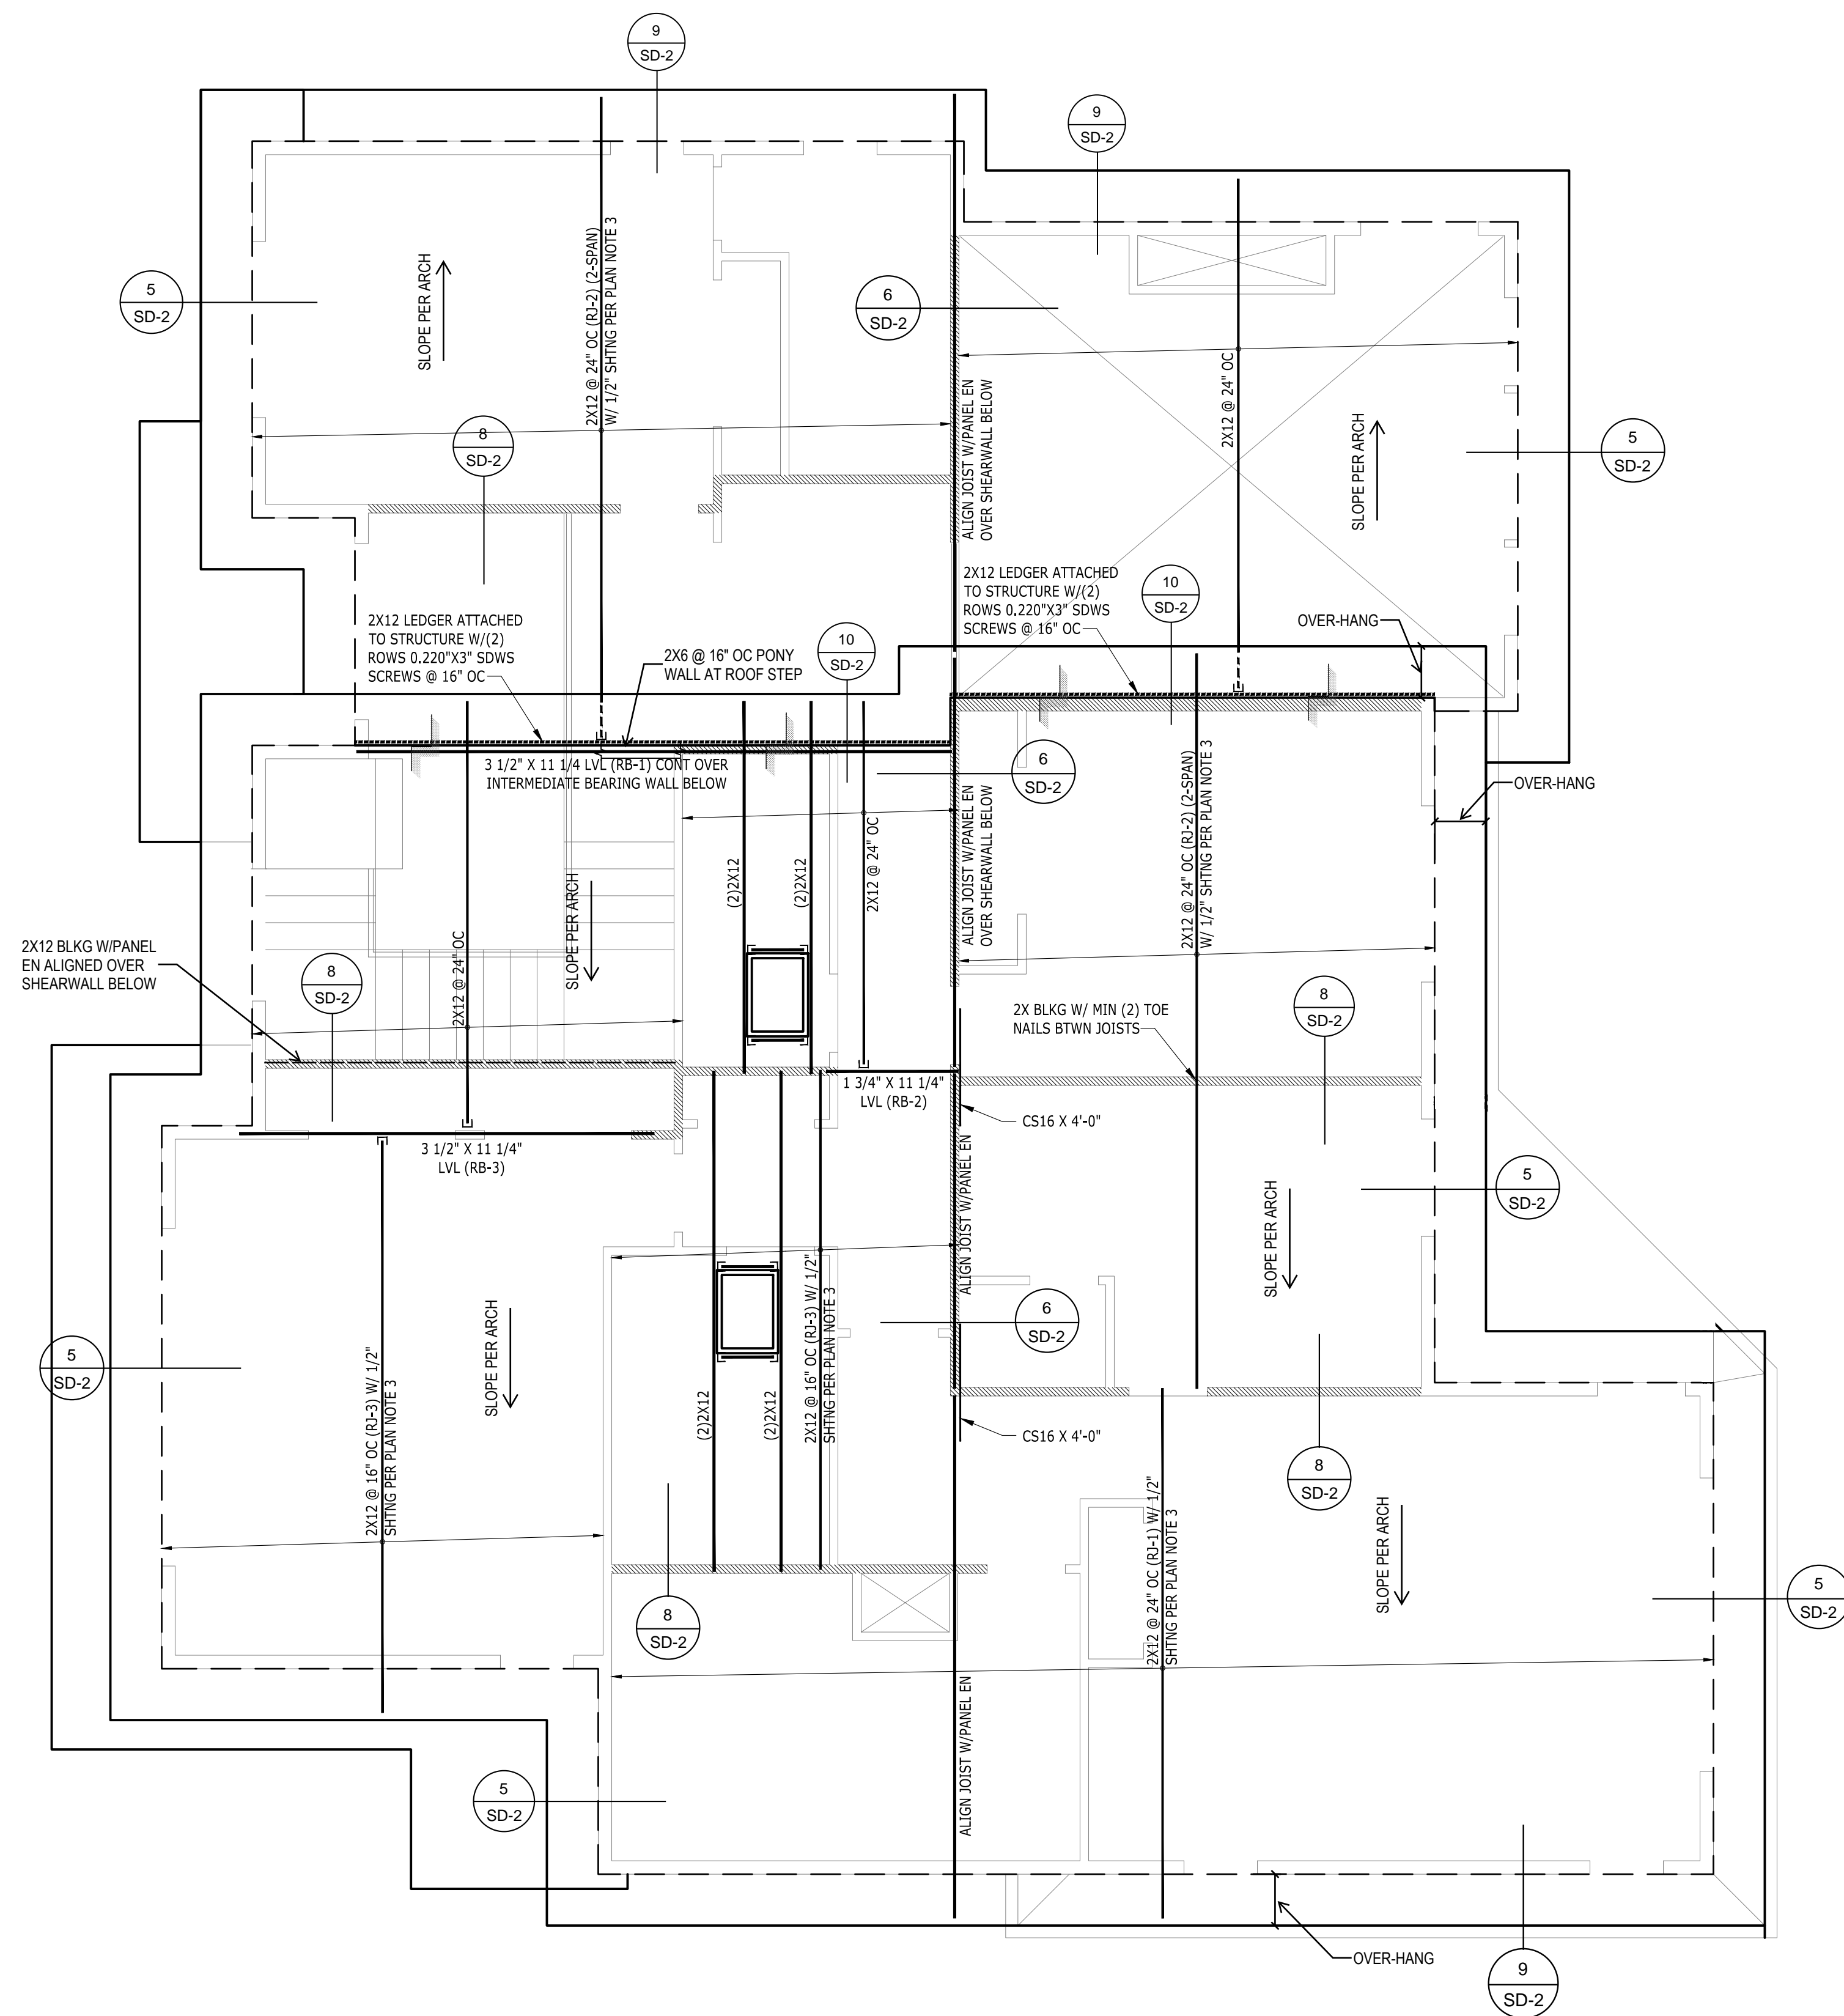 9
SD-2
9
SD-2
5
SD-2
SLOPE PER ARCH
2X12 @ 24" OC (RJ-2) (2-SPAN)
W/ 1/2" SHTNG PER PLAN NOTE 3
6
SD-2
ALIGN JOIST W/PANEL EN
OVER SHEARWALL BELOW
2X12 @ 24" OC
SLOPE PER ARCH
5
SD-2
8
SD-2
2X12 LEDGER ATTACHED
TO STRUCTURE W/(2)
ROWS 0.220"X3" SDWS
SCREWS @ 16" OC
2X6 @ 16" OC PONY
WALL AT ROOF STEP
10
SD-2
2X12 LEDGER ATTACHED
TO STRUCTURE W/(2)
ROWS 0.220"X3" SDWS
SCREWS @ 16" OC
10
SD-2
OVER-HANG
3 1/2" X 11 1/4 LVL (RB-1) CONT OVER
INTERMEDIATE BEARING WALL BELOW
6
SD-2
OVER-HANG
2X12 BLKG W/PANEL
EN ALIGNED OVER
SHEARWALL BELOW
8
SD-2
2X12 @ 24" OC
SLOPE PER ARCH
(2)2X12
(2)2X12
2X12 @ 24" OC
ALIGN JOIST W/PANEL EN
OVER SHEARWALL BELOW
2X12 @ 24" OC (RJ-2) (2-SPAN)
W/ 1/2" SHTNG PER PLAN NOTE 3
2X BLKG W/ MIN (2) TOE
NAILS BTWN JOISTS
8
SD-2
1 3/4" X 11 1/4"
LVL (RB-2)
CS16 X 4'-0"
3 1/2" X 11 1/4"
LVL (RB-3)
ALIGN JOIST W/PANEL EN
SLOPE PER ARCH
5
SD-2
5
SD-2
2X12 @ 16" OC (RJ-3) W/ 1/2"
SHTNG PER PLAN NOTE 3
SLOPE PER ARCH
(2)2X12
(2)2X12
2X12 @ 16" OC (RJ-3) W/ 1/2"
SHTNG PER PLAN NOTE 3
6
SD-2
CS16 X 4'-0"
8
SD-2
2X12 @ 24" OC (RJ-1) W/ 1/2"
SHTNG PER PLAN NOTE 3
SLOPE PER ARCH
5
SD-2
8
SD-2
5
SD-2
ALIGN JOIST W/PANEL EN
OVER-HANG
9
SD-2